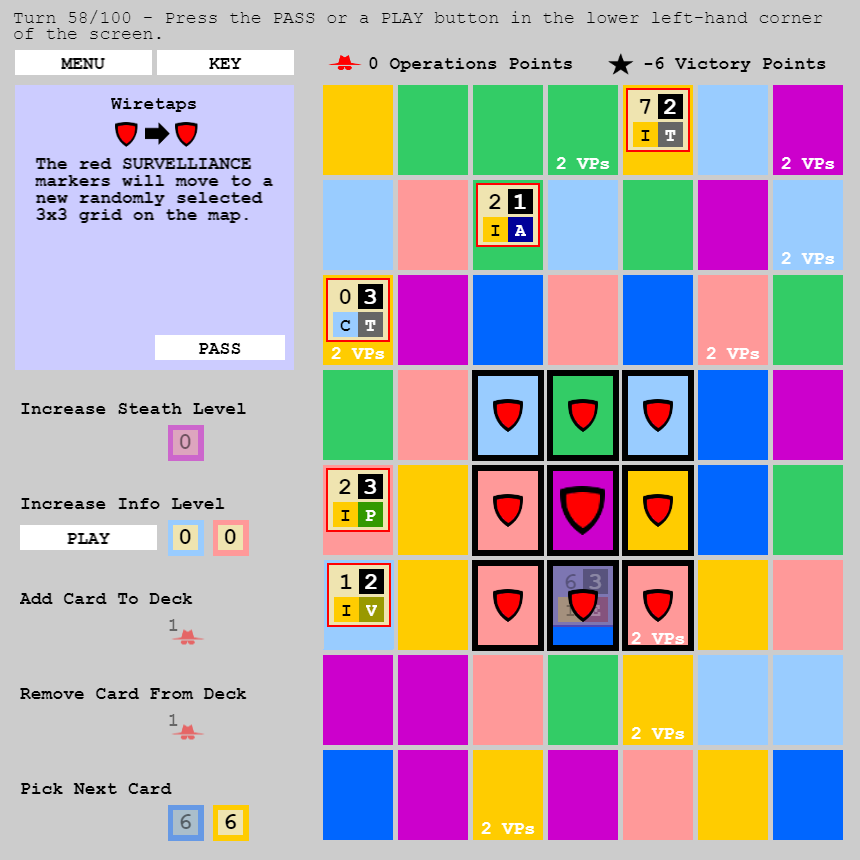 Turn 58/100 - Press the PASS or a PLAY button in the lower left-hand corner
of the screen.
MENU
KEY
0 Operations Points
-6 Victory Points
Wiretaps
The red SURVELLIANCE
markers will move to a
new randomly selected
3x3 grid on the map.
PASS
Increase Steath Level
0
Increase Info Level
PLAY
0
0
Add Card To Deck
1
Remove Card From Deck
1
Pick Next Card
6
6
7 2
I T
2 VPs
2 VPs
2 1
I A
2 VPs
0 3
C T
2 VPs
2 VPs
2 3
I P
1 2
I V
6 3
2 VPs
2 VPs
2 VPs